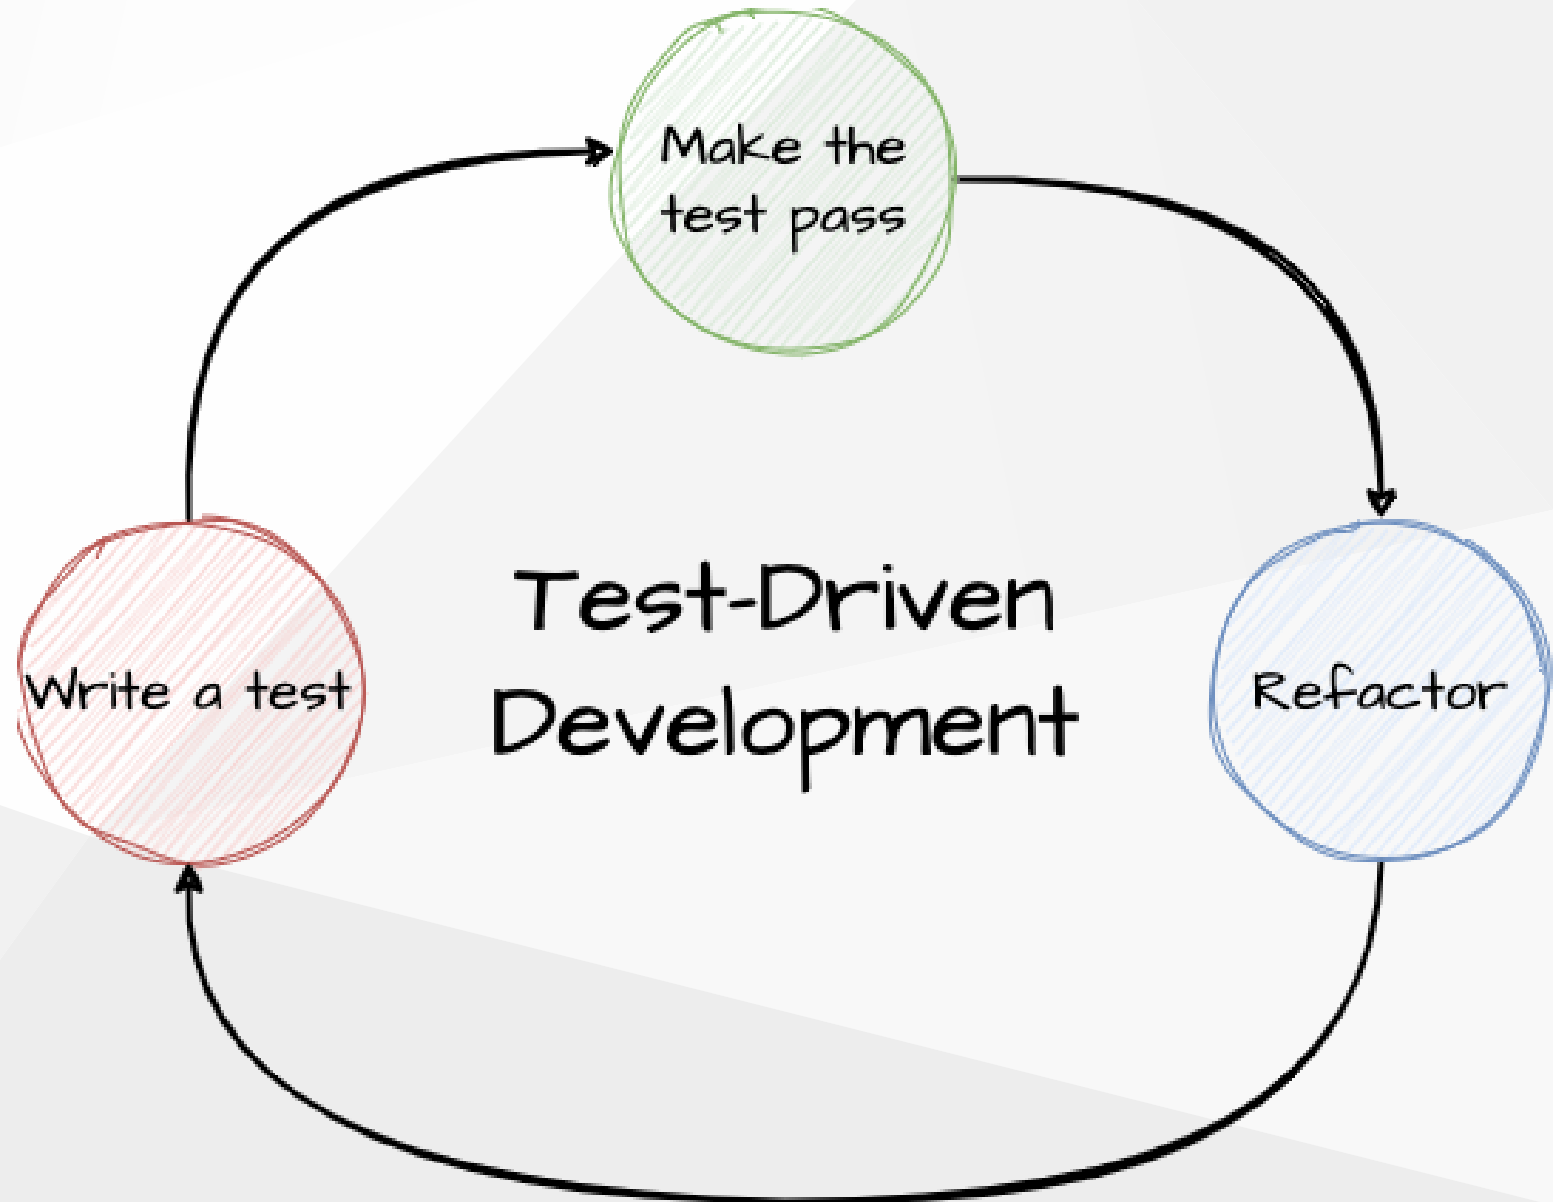 Make the
test pass
Test-Driven
Development
Write a test
Refactor